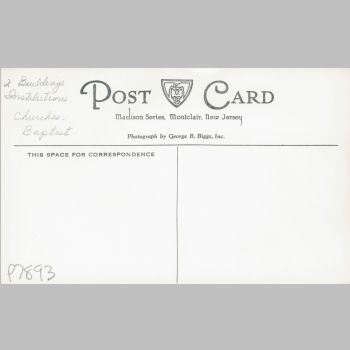 2 Buildings
Institutions
Churches -
Baptist
POST CARD
Madison Series, Montclair, New Jersey
Photograph by George B. Biggs, Inc.
THIS SPACE FOR CORRESPONDENCE
P7893